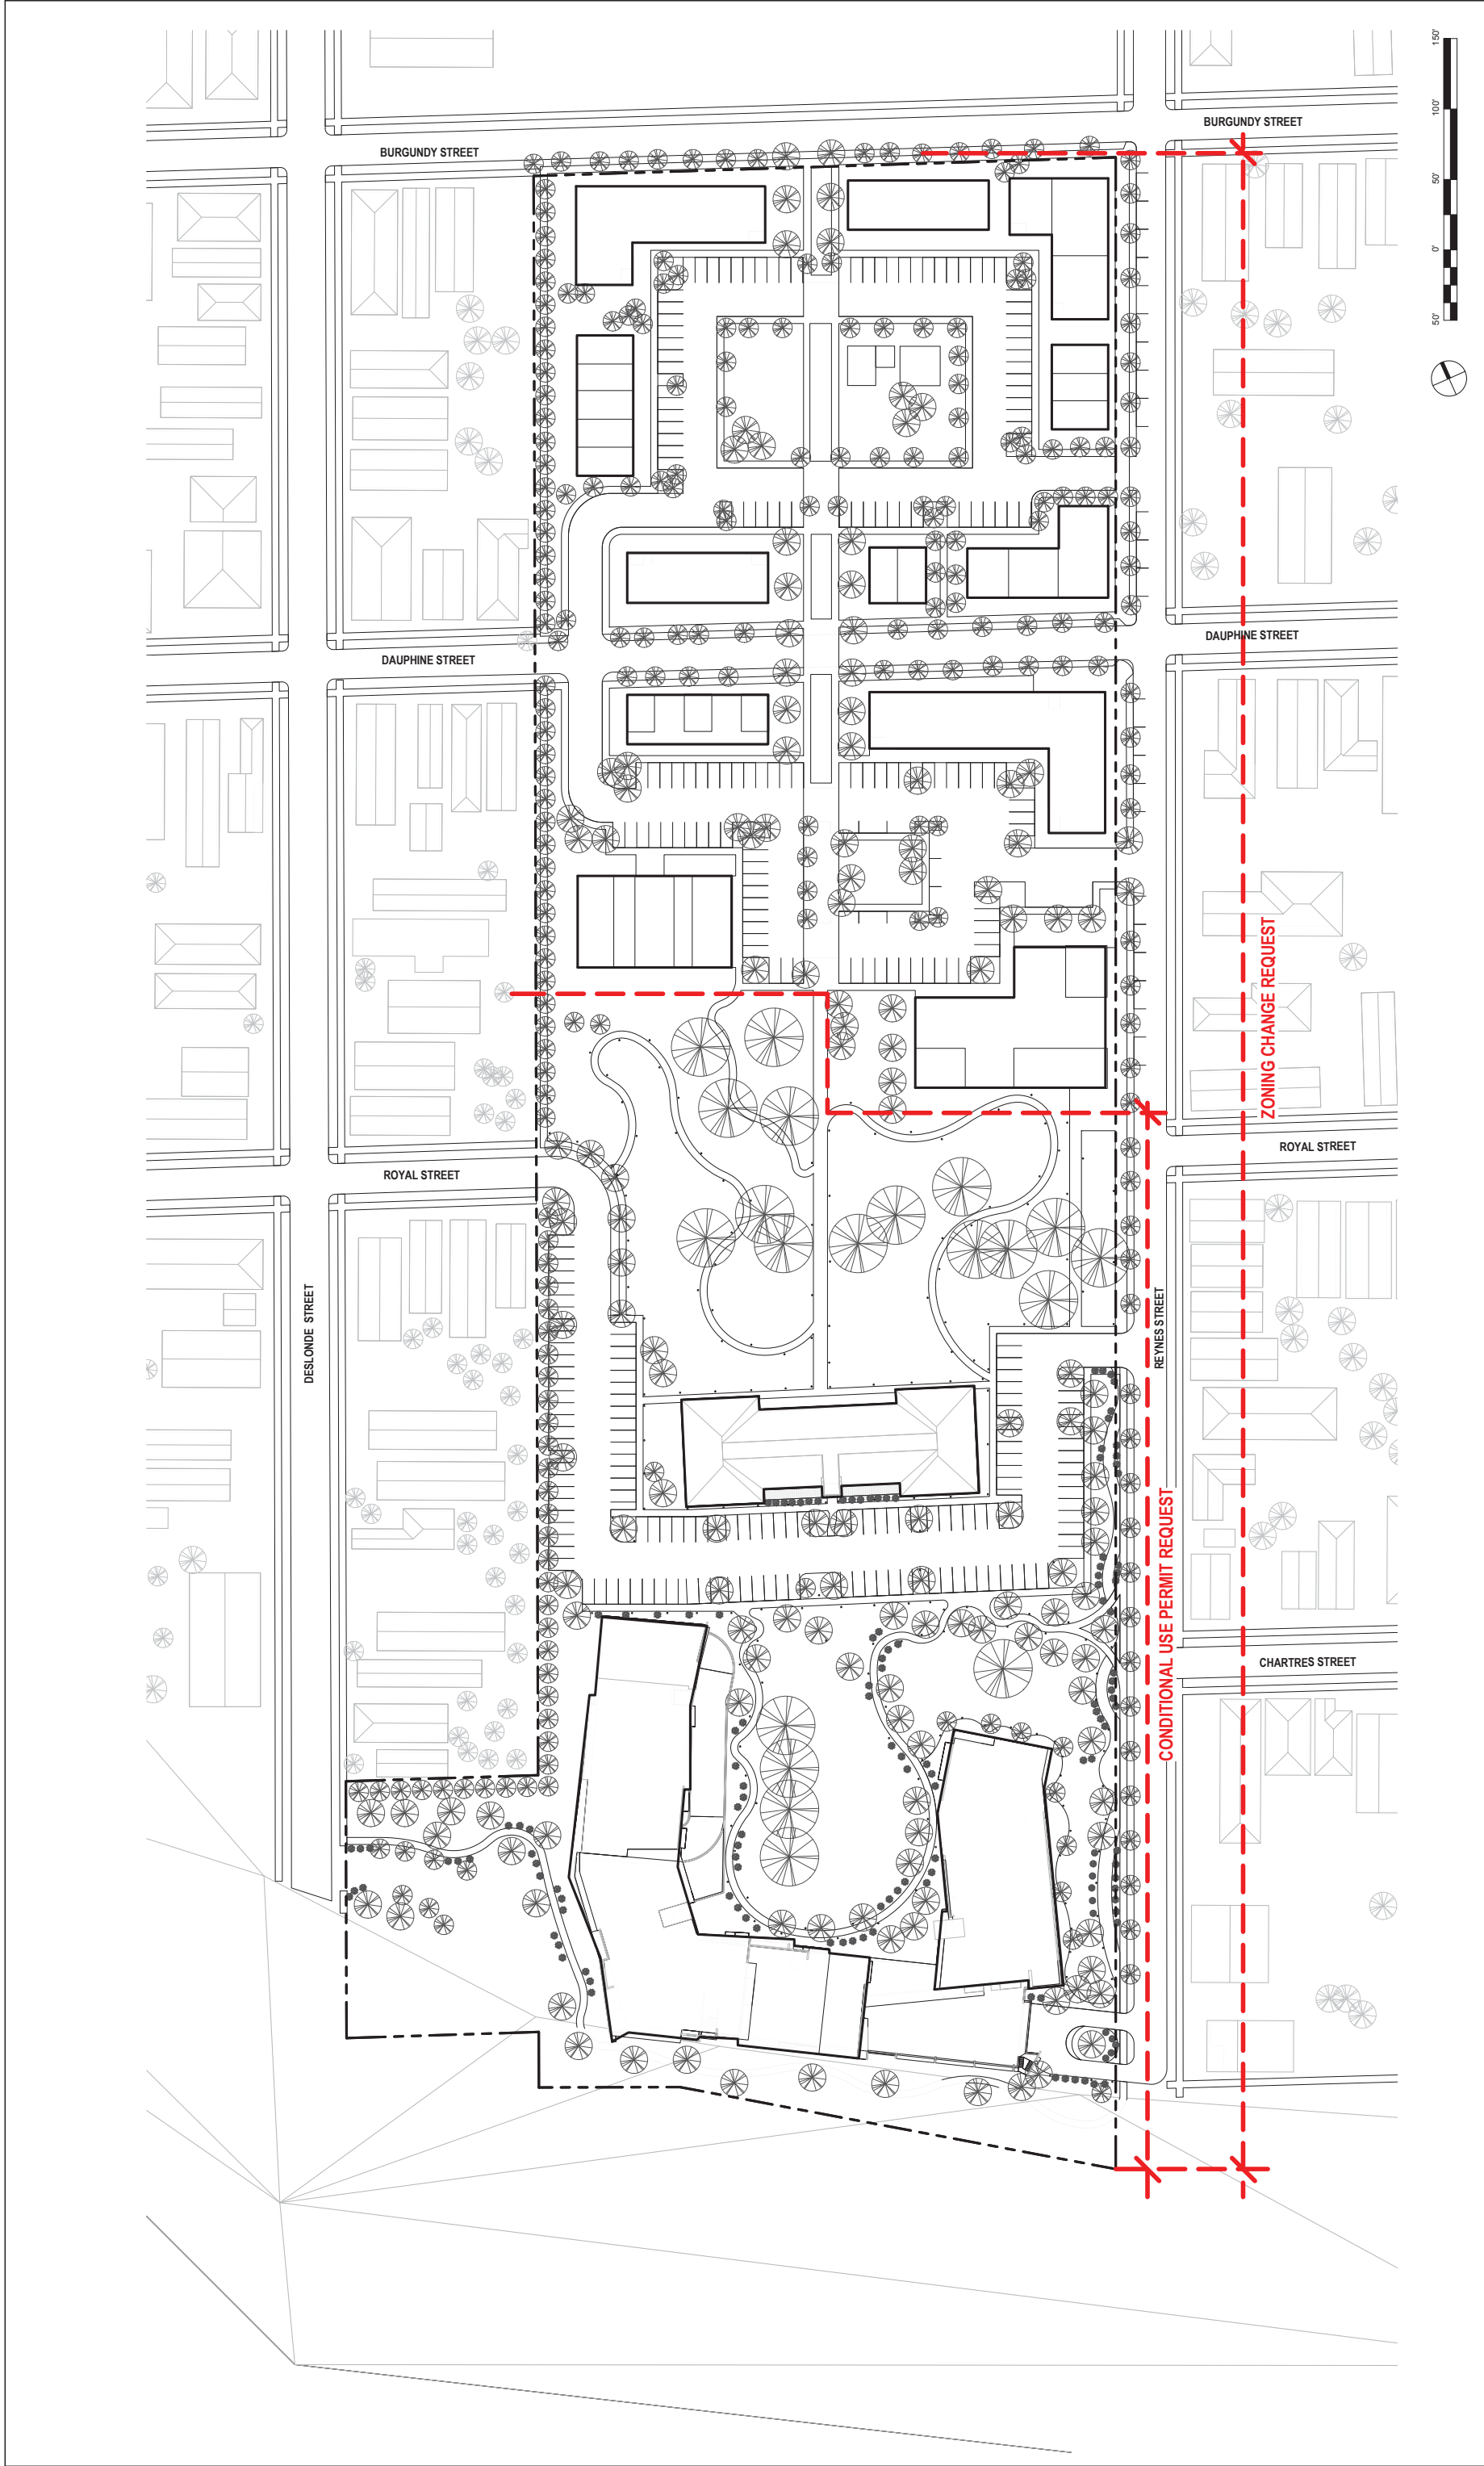 150'
100'
50'
0'
50'
BURGUNDY STREET
BURGUNDY STREET
DAUPHINE STREET
DAUPHINE STREET
ZONING CHANGE REQUEST
ROYAL STREET
ROYAL STREET
DESLONDE STREET
REYNES STREET
CONDITIONAL USE PERMIT REQUEST
CHARTRES STREET